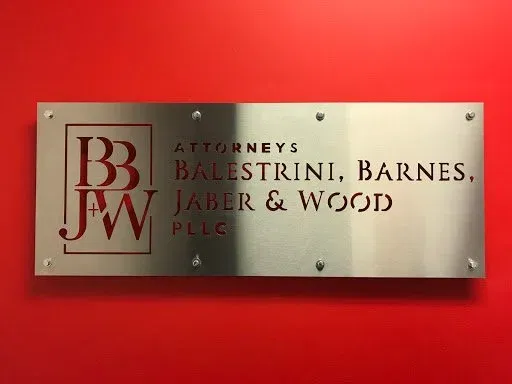 BB
J+W
ATTORNEYS
BALESTRINI, BARNES,
JABER & WOOD
PLLC